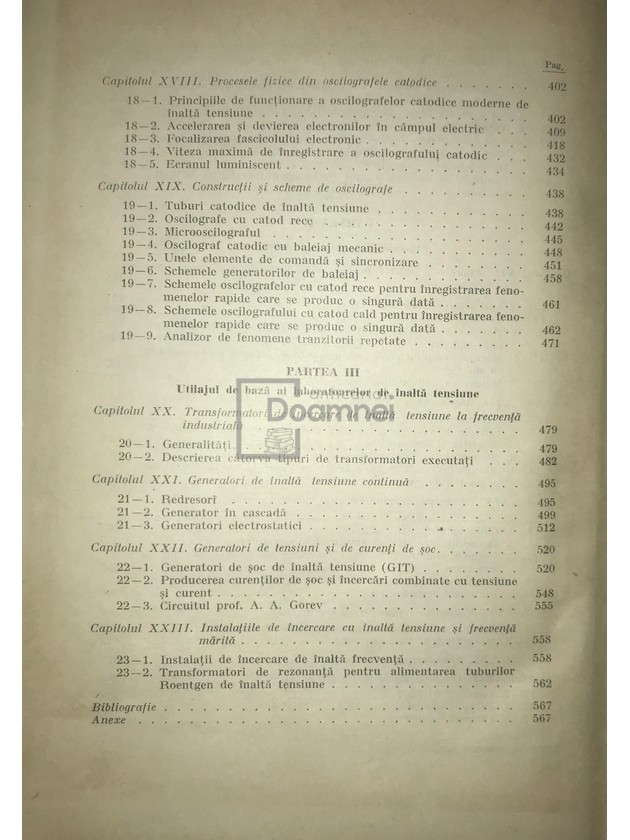 Pag.
Capitolul XVIII. Procesele fizice din oscilografele catodice . . . . . . . 402
18—1. Principiile de funcționare a oscilografelor catodice moderne de
înaltă tensiune . . . . . . . . . . . . . . . . . . . 402
18—2. Accelerarea și devierea electronilor în câmpul electric . . . 409
18—3. Focalizarea fasciculului electronic . . . . . . . . . . . . 418
18—4. Viteza maximă de înregistrare a oscilografului catodic . . . 432
18—5. Ecranul luminiscent . . . . . . . . . . . . . . . . . 434
Capitolul XIX. Construcții și scheme de oscilografe . . . . . . . . . . 438
19—1. Tuburi catodice de înaltă tensiune . . . . . . . . . . . . 438
19—2. Oscilografe cu catod rece . . . . . . . . . . . . . . . 442
19—3. Microoscilograful . . . . . . . . . . . . . . . . . . 445
19—4. Oscilograf catodic cu baleiaj mecanic . . . . . . . . . . . 448
19—5. Unele elemente de comandă și sincronizare . . . . . . . . . 451
19—6. Schemele generatorilor de baleiaj . . . . . . . . . . . . 458
19—7. Schemele oscilografelor cu catod rece pentru înregistrarea feno-
menelor rapide care se produc o singură dată . . . . . . . 461
19—8. Schemele oscilografului cu catod cald pentru înregistrarea feno-
menelor rapide care se produc o singură dată . . . . . . . 462
19—9. Analizor de fenomene tranzitorii repetate . . . . . . . . . 471
PARTEA III
Utilajul de bază al laboratoarelor de înaltă tensiune
anticariat
Doamnei
Capitolul XX. Transformatori de încercare de înaltă tensiune la frecvență
industrială . . . . . . . . . . . . . . . . . . . . 479
20—1. Generalități . . . . . . . . . . . . . . . . . . . . 479
20—2. Descrierea câtorva tipuri de transformatori executați . . . 482
Capitolul XXI. Generatori de înaltă tensiune continuă . . . . . . . . . 495
21—1. Redresori . . . . . . . . . . . . . . . . . . . . . 495
21—2. Generator în cascadă . . . . . . . . . . . . . . . . . 499
21—3. Generatori electrostatici . . . . . . . . . . . . . . . 512
Capitolul XXII. Generatori de tensiuni și de curenți de șoc. . . . . . . . 520
22—1. Generatori de șoc de înaltă tensiune (GIT) . . . . . . . . 520
22—2. Producerea curenților de șoc și încercări combinate cu tensiune
și curent . . . . . . . . . . . . . . . . . . . . . 548
22—3. Circuitul prof. A. A. Gorev . . . . . . . . . . . . . . 555
Capitolul XXIII. Instalațiile de încercare cu înaltă tensiune și frecvență
mărită . . . . . . . . . . . . . . . . . . . . . . 558
23—1. Instalații de încercare de înaltă frecvență . . . . . . . . . 558
23—2. Transformatori de rezonanță pentru alimentarea tuburilor
Roentgen de înaltă tensiune . . . . . . . . . . . . . . 562
Bibliografie . . . . . . . . . . . . . . . . . . . . . . . . 567
Anexe . . . . . . . . . . . . . . . . . . . . . . . . . . 567